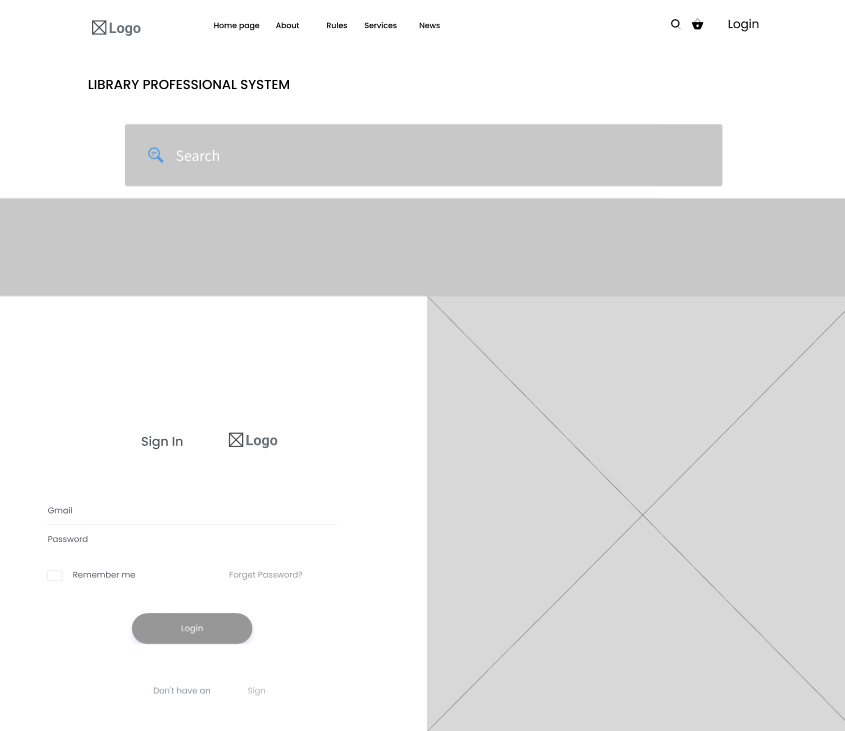 Logo Home page About Rules Services News Login
LIBRARY PROFESSIONAL SYSTEM
Search
Sign In Logo
Gmail
Password
Remember me Forget Password?
Login
Don't have an Sign